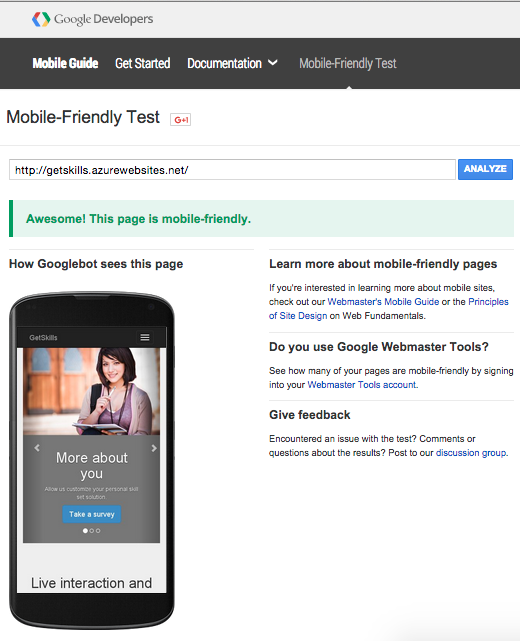 Google Developers
Mobile Guide Get Started Documentation Mobile-Friendly Test
Mobile-Friendly Test G+1
http://getskills.azurewebsites.net/ ANALYZE
Awesome! This page is mobile-friendly.
How Googlebot sees this page
GetSkills
More about
you
Allow us customize your personal skill
set solution.
Take a survey
Live interaction and
Learn more about mobile-friendly pages
If you're interested in learning more about mobile sites,
check out our Webmaster's Mobile Guide or the Principles
of Site Design on Web Fundamentals.
Do you use Google Webmaster Tools?
See how many of your pages are mobile-friendly by signing
into your Webmaster Tools account.
Give feedback
Encountered an issue with the test? Comments or
questions about the results? Post to our discussion group.